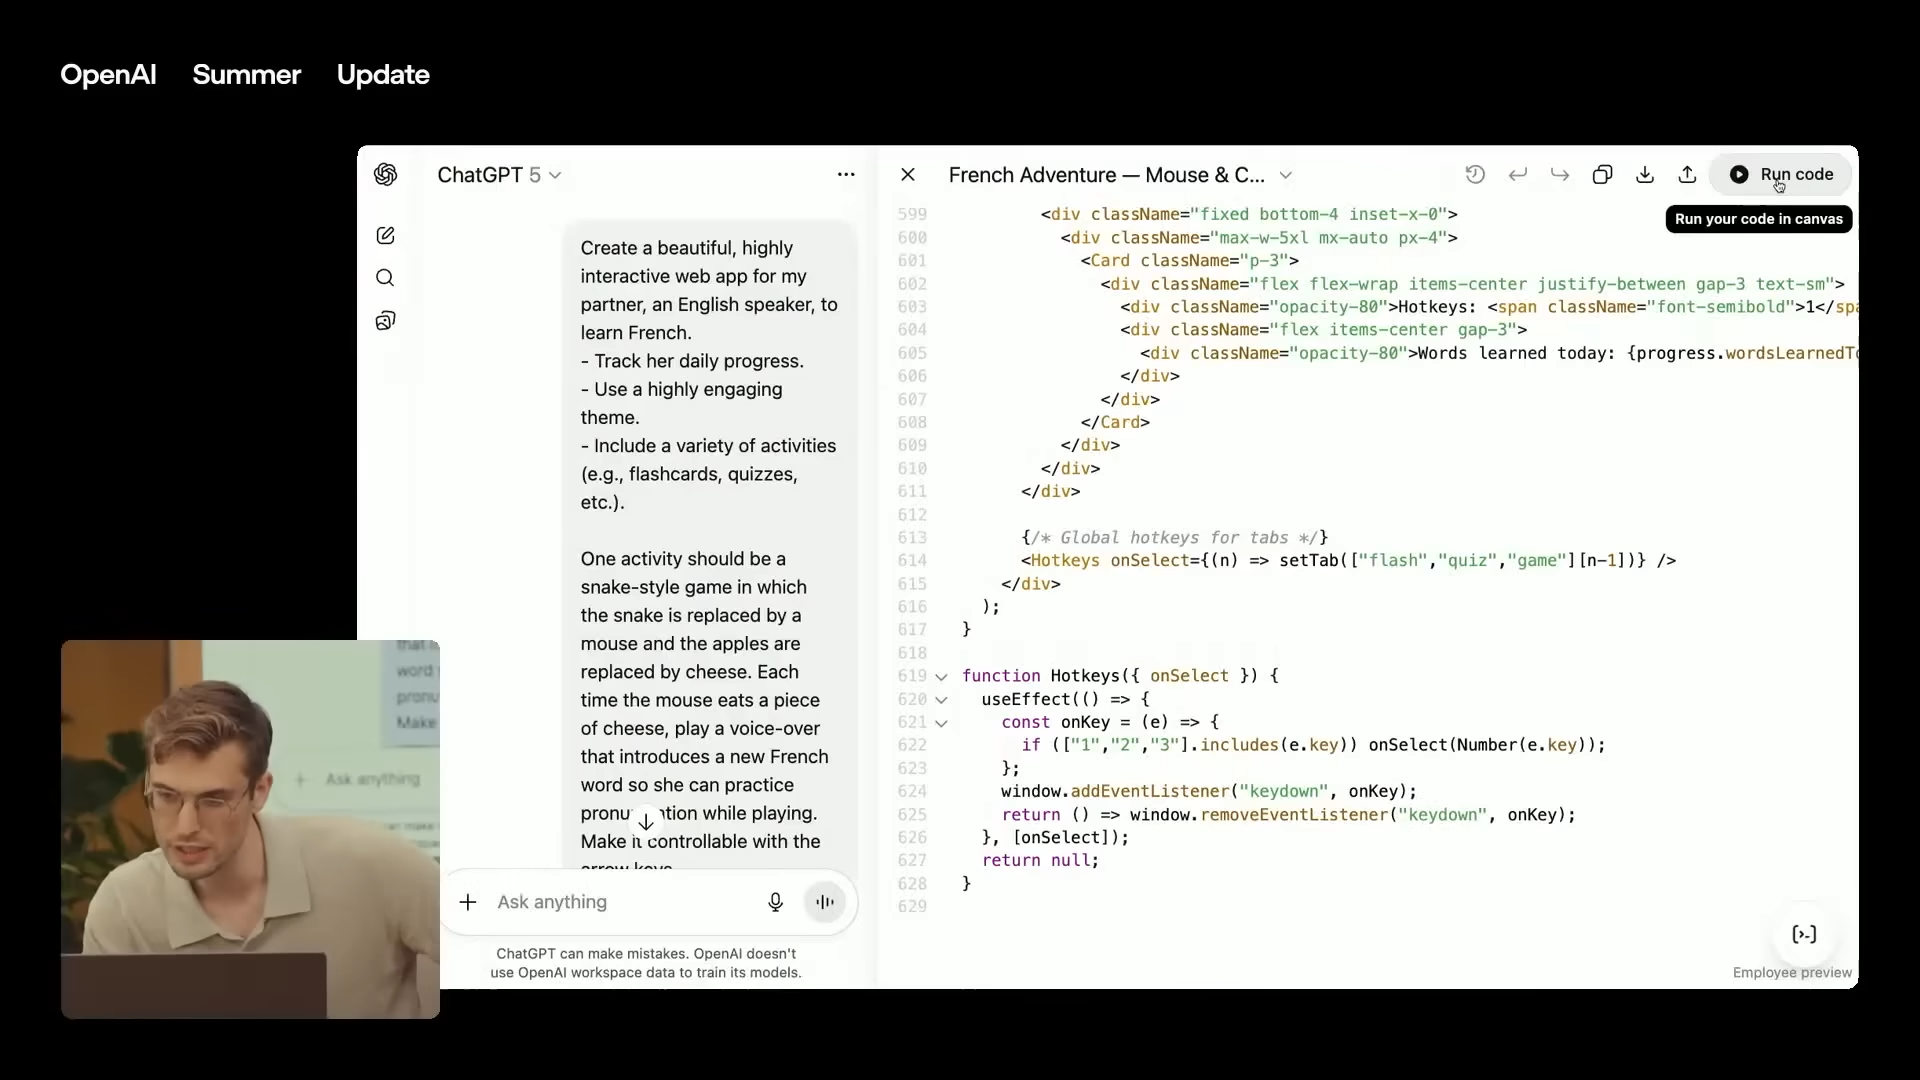 OpenAI Summer Update
ChatGPT 5
Create a beautiful, highly
interactive web app for my
partner, an English speaker, to
learn French.
- Track her daily progress.
- Use a highly engaging
theme.
- Include a variety of activities
(e.g., flashcards, quizzes,
etc.).
One activity should be a
snake-style game in which
the snake is replaced by a
mouse and the apples are
replaced by cheese. Each
time the mouse eats a piece
of cheese, play a voice-over
that introduces a new French
word so she can practice
while playing.
Make it controllable with the
arrow keys
Ask anything
ChatGPT can make mistakes. OpenAI doesn't
use OpenAI workspace data to train its models.
French Adventure — Mouse & C...
Run code
Run your code in canvas
599 <div className="fixed bottom-4 inset-x-0">
600 <div className="max-w-5xl mx-auto px-4">
601 <Card className="p-3">
602 <div className="flex flex-wrap items-center justify-between gap-3 text-sm">
603 <div className="opacity-80">Hotkeys: <span className="font-semibold">1</spa
604 <div className="flex items-center gap-3">
605 <div className="opacity-80">Words learned today: {progress.wordsLearnedTo
606 </div>
607 </div>
608 </Card>
609 </div>
610 </div>
611 </div>
612
613 {/* Global hotkeys for tabs */}
614 <Hotkeys onSelect={(n) => setTab(["flash","quiz","game"][n-1])} />
615 </div>
616 );
617 }
618
619 function Hotkeys({ onSelect }) {
620 useEffect(() => {
621 const onKey = (e) => {
622 if (["1","2","3"].includes(e.key)) onSelect(Number(e.key));
623 };
624 window.addEventListener("keydown", onKey);
625 return () => window.removeEventListener("keydown", onKey);
626 }, [onSelect]);
627 return null;
628 }
629
Employee preview
word
Make
Ask anything